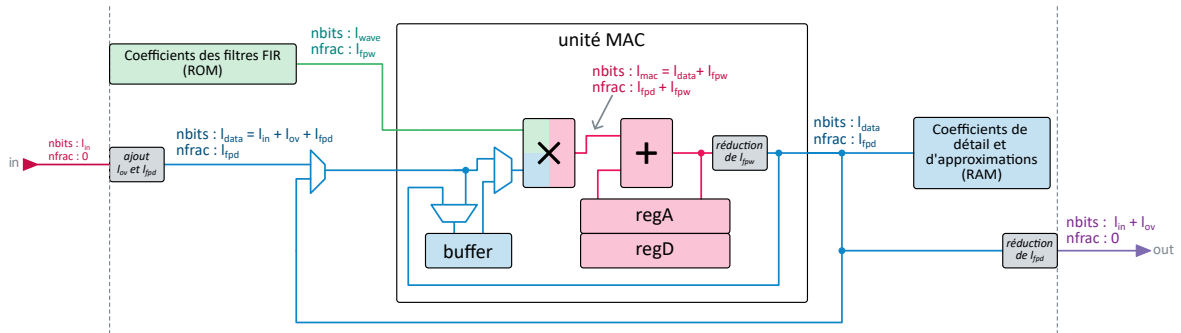 unité MAC
Coefficients des filtres FIR
(ROM)
nbits : l_wave
nfrac : l_fpw
nbits : l_mac = l_data + l_fpw
nfrac : l_fpd + l_fpw
in
nbits : l_in
nfrac : 0
ajout
l_ov et l_fpd
nbits : l_data = l_in + l_ov + l_fpd
nfrac : l_fpd
×
+
réduction
de l_fpw
nbits : l_data
nfrac : l_fpd
Coefficients de
détail et
d'approximations
(RAM)
buffer
regA
regD
réduction
de l_fpd
nbits : l_in + l_ov
nfrac : 0
out